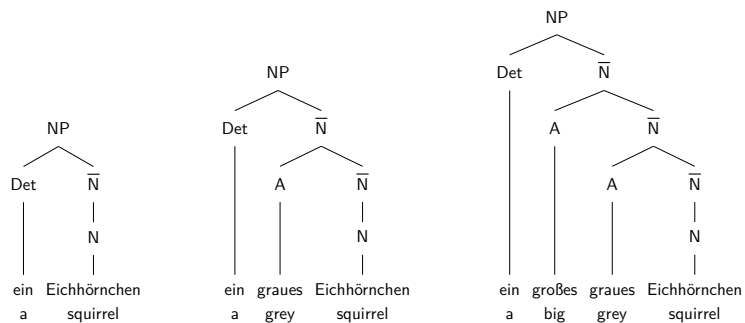 NP
Det N̅
N
ein Eichhörnchen
a squirrel
NP
Det N̅
A N̅
N
ein graues Eichhörnchen
a grey squirrel
NP
Det N̅
A N̅
A N̅
N
ein großes graues Eichhörnchen
a big grey squirrel